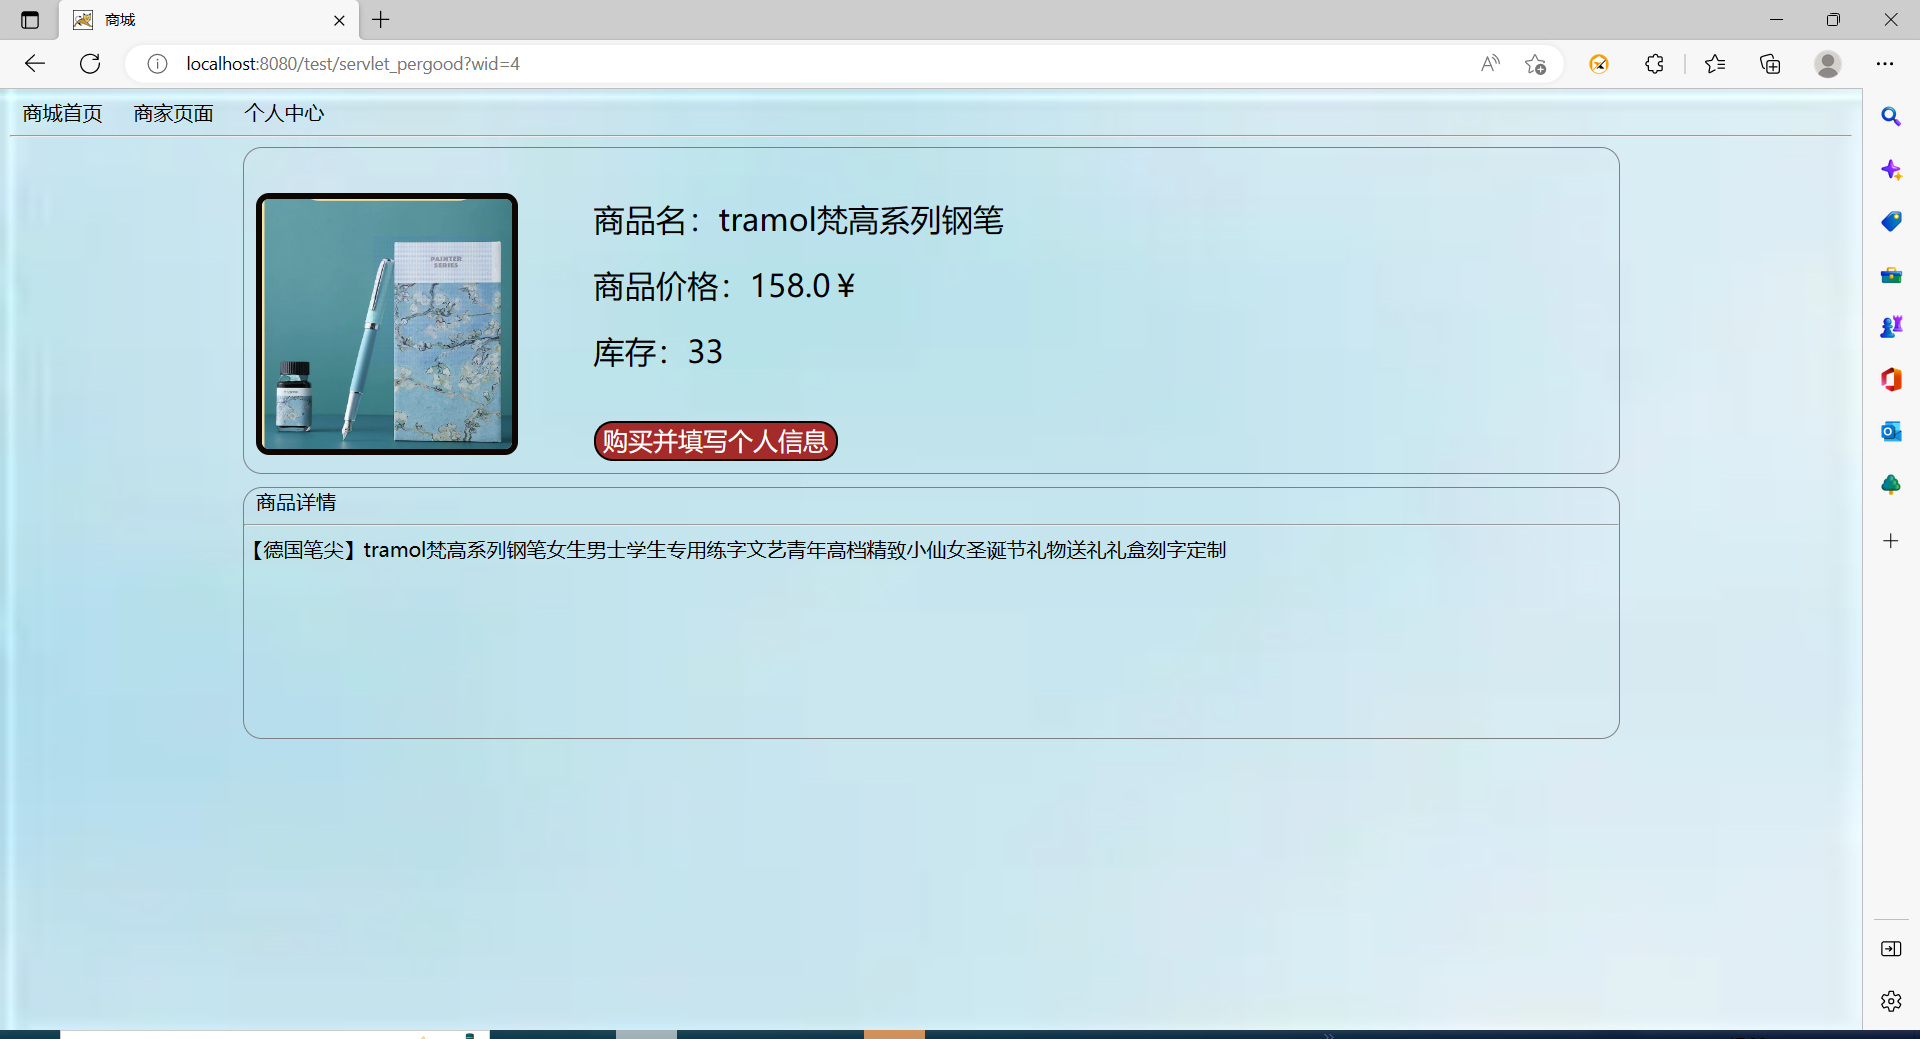 商城
localhost:8080/test/servlet_pergood?wid=4
商城首页 商家页面 个人中心
PAINTER
SERIES
商品名：tramol梵高系列钢笔
商品价格：158.0￥
库存：33
购买并填写个人信息
商品详情
【德国笔尖】tramol梵高系列钢笔女生男士学生专用练字文艺青年高档精致小仙女圣诞节礼物送礼礼盒刻字定制